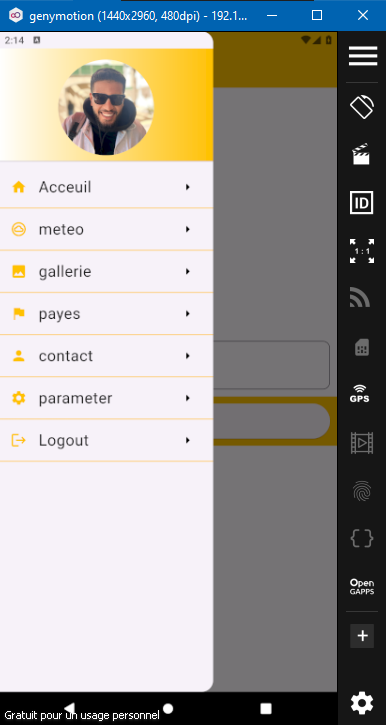 genymotion (1440x2960, 480dpi) - 192.1...
2:14
A
Acceuil
meteo
gallerie
payes
contact
parameter
Logout
ID
1 : 1
GPS
Open
GAPPS
Gratuit pour un usage personnel